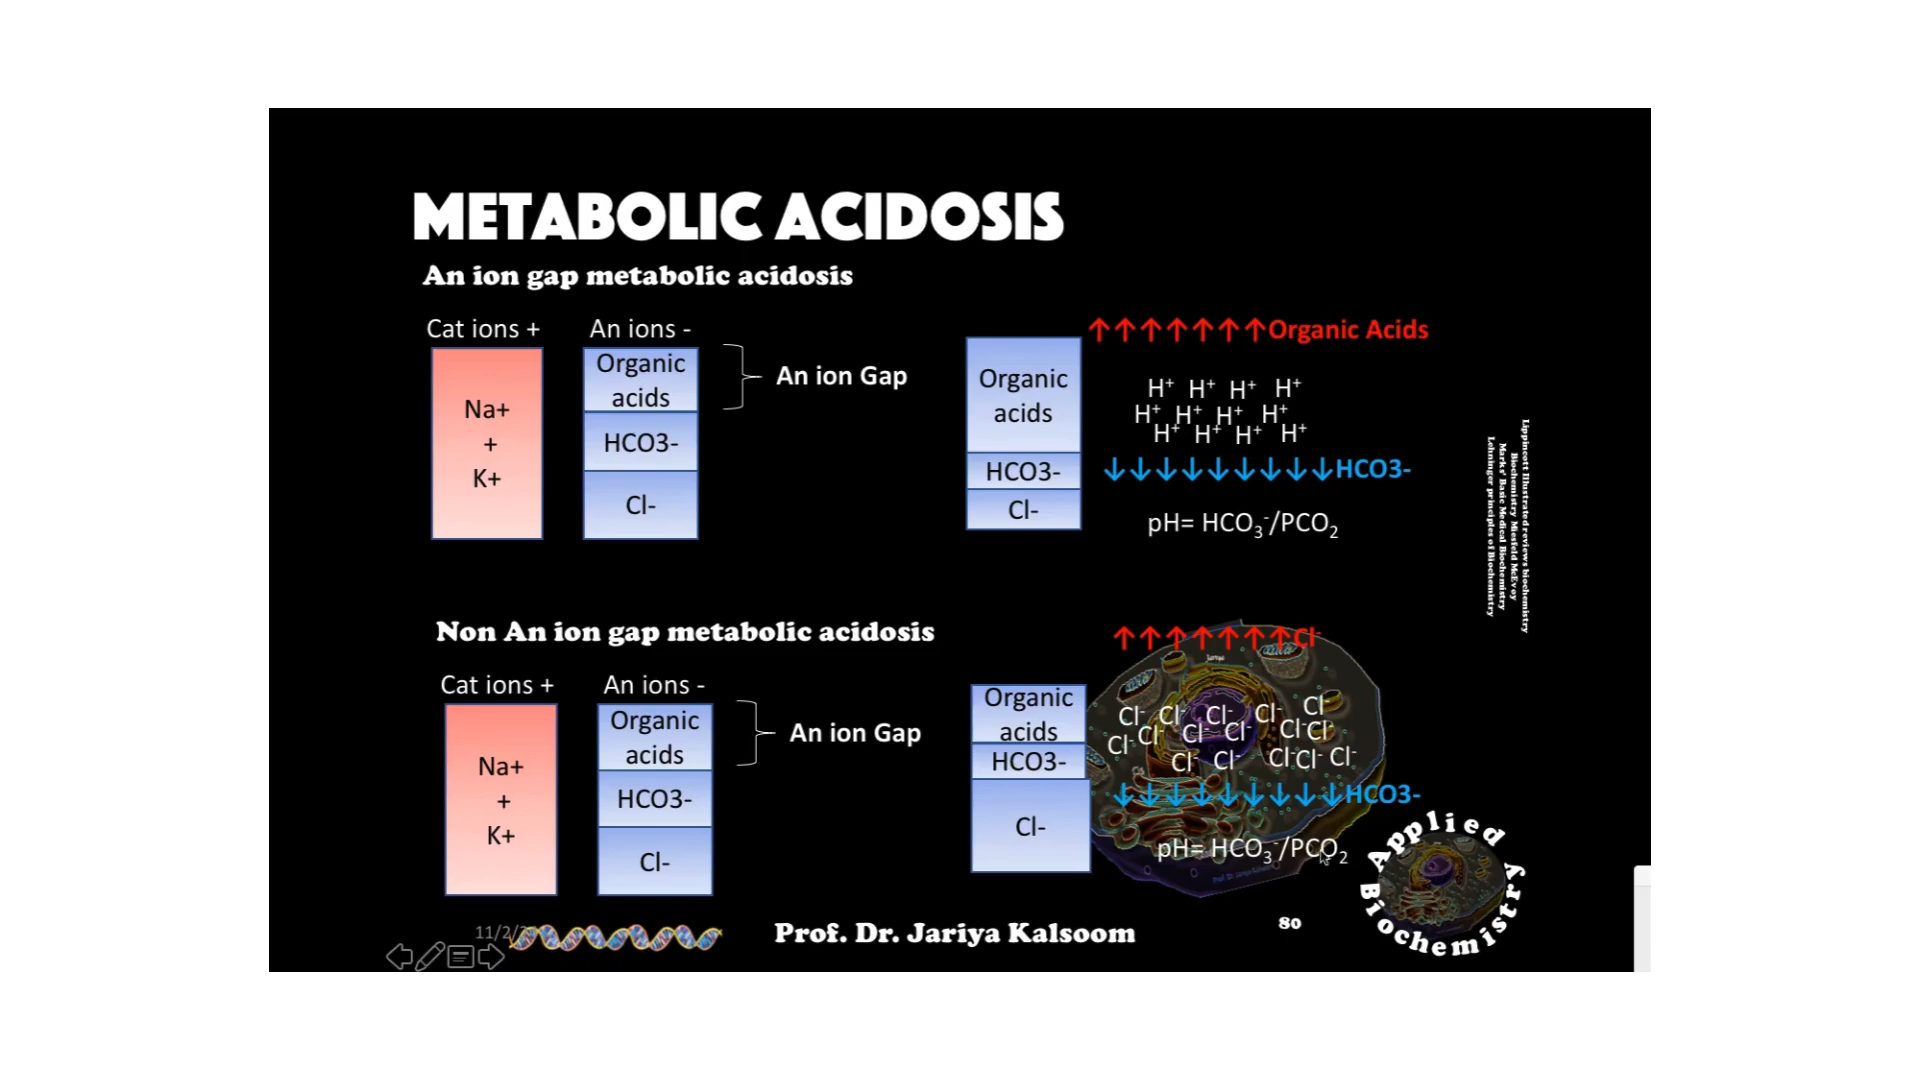 METABOLIC ACIDOSIS
An ion gap metabolic acidosis
Cat ions +
An ions -
Na+
+
K+
Organic
acids
HCO3-
Cl-
An ion Gap
Organic
acids
HCO3-
Cl-
↑↑↑↑↑↑↑Organic Acids
H⁺ H⁺ H⁺ H⁺
H⁺ H⁺ H⁺ H⁺
H⁺ H⁺ H⁺ H⁺
↓↓↓↓↓↓↓↓↓HCO3-
pH= HCO₃⁻/PCO₂
Lippincott Illustrated reviews biochemistry
Biochemistry Miesfeld McEvoy
Marks' Basic Medical Biochemistry
Lehninger principles of Biochemistry
Non An ion gap metabolic acidosis
Cat ions +
An ions -
Na+
+
K+
Organic
acids
HCO3-
Cl-
An ion Gap
Organic
acids
HCO3-
Cl-
↑↑↑↑↑↑↑Cl⁻
Cl⁻ Cl⁻ Cl⁻ Cl⁻ Cl⁻
Cl⁻ Cl⁻ Cl⁻ Cl⁻ Cl⁻ Cl⁻
Cl⁻ Cl⁻ Cl⁻ Cl⁻ Cl⁻
↓↓↓↓↓↓↓↓↓HCO3-
pH= HCO₃⁻/PCO₂
11/2/
Prof. Dr. Jariya Kalsoom
80
Applied
Biochemistry